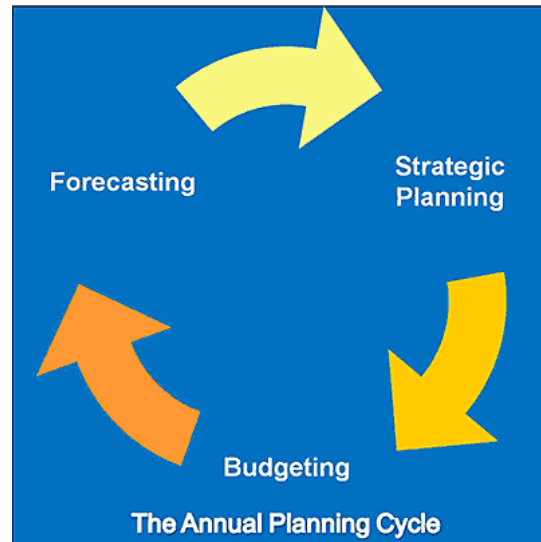 Forecasting
Strategic
Planning
Budgeting
The Annual Planning Cycle